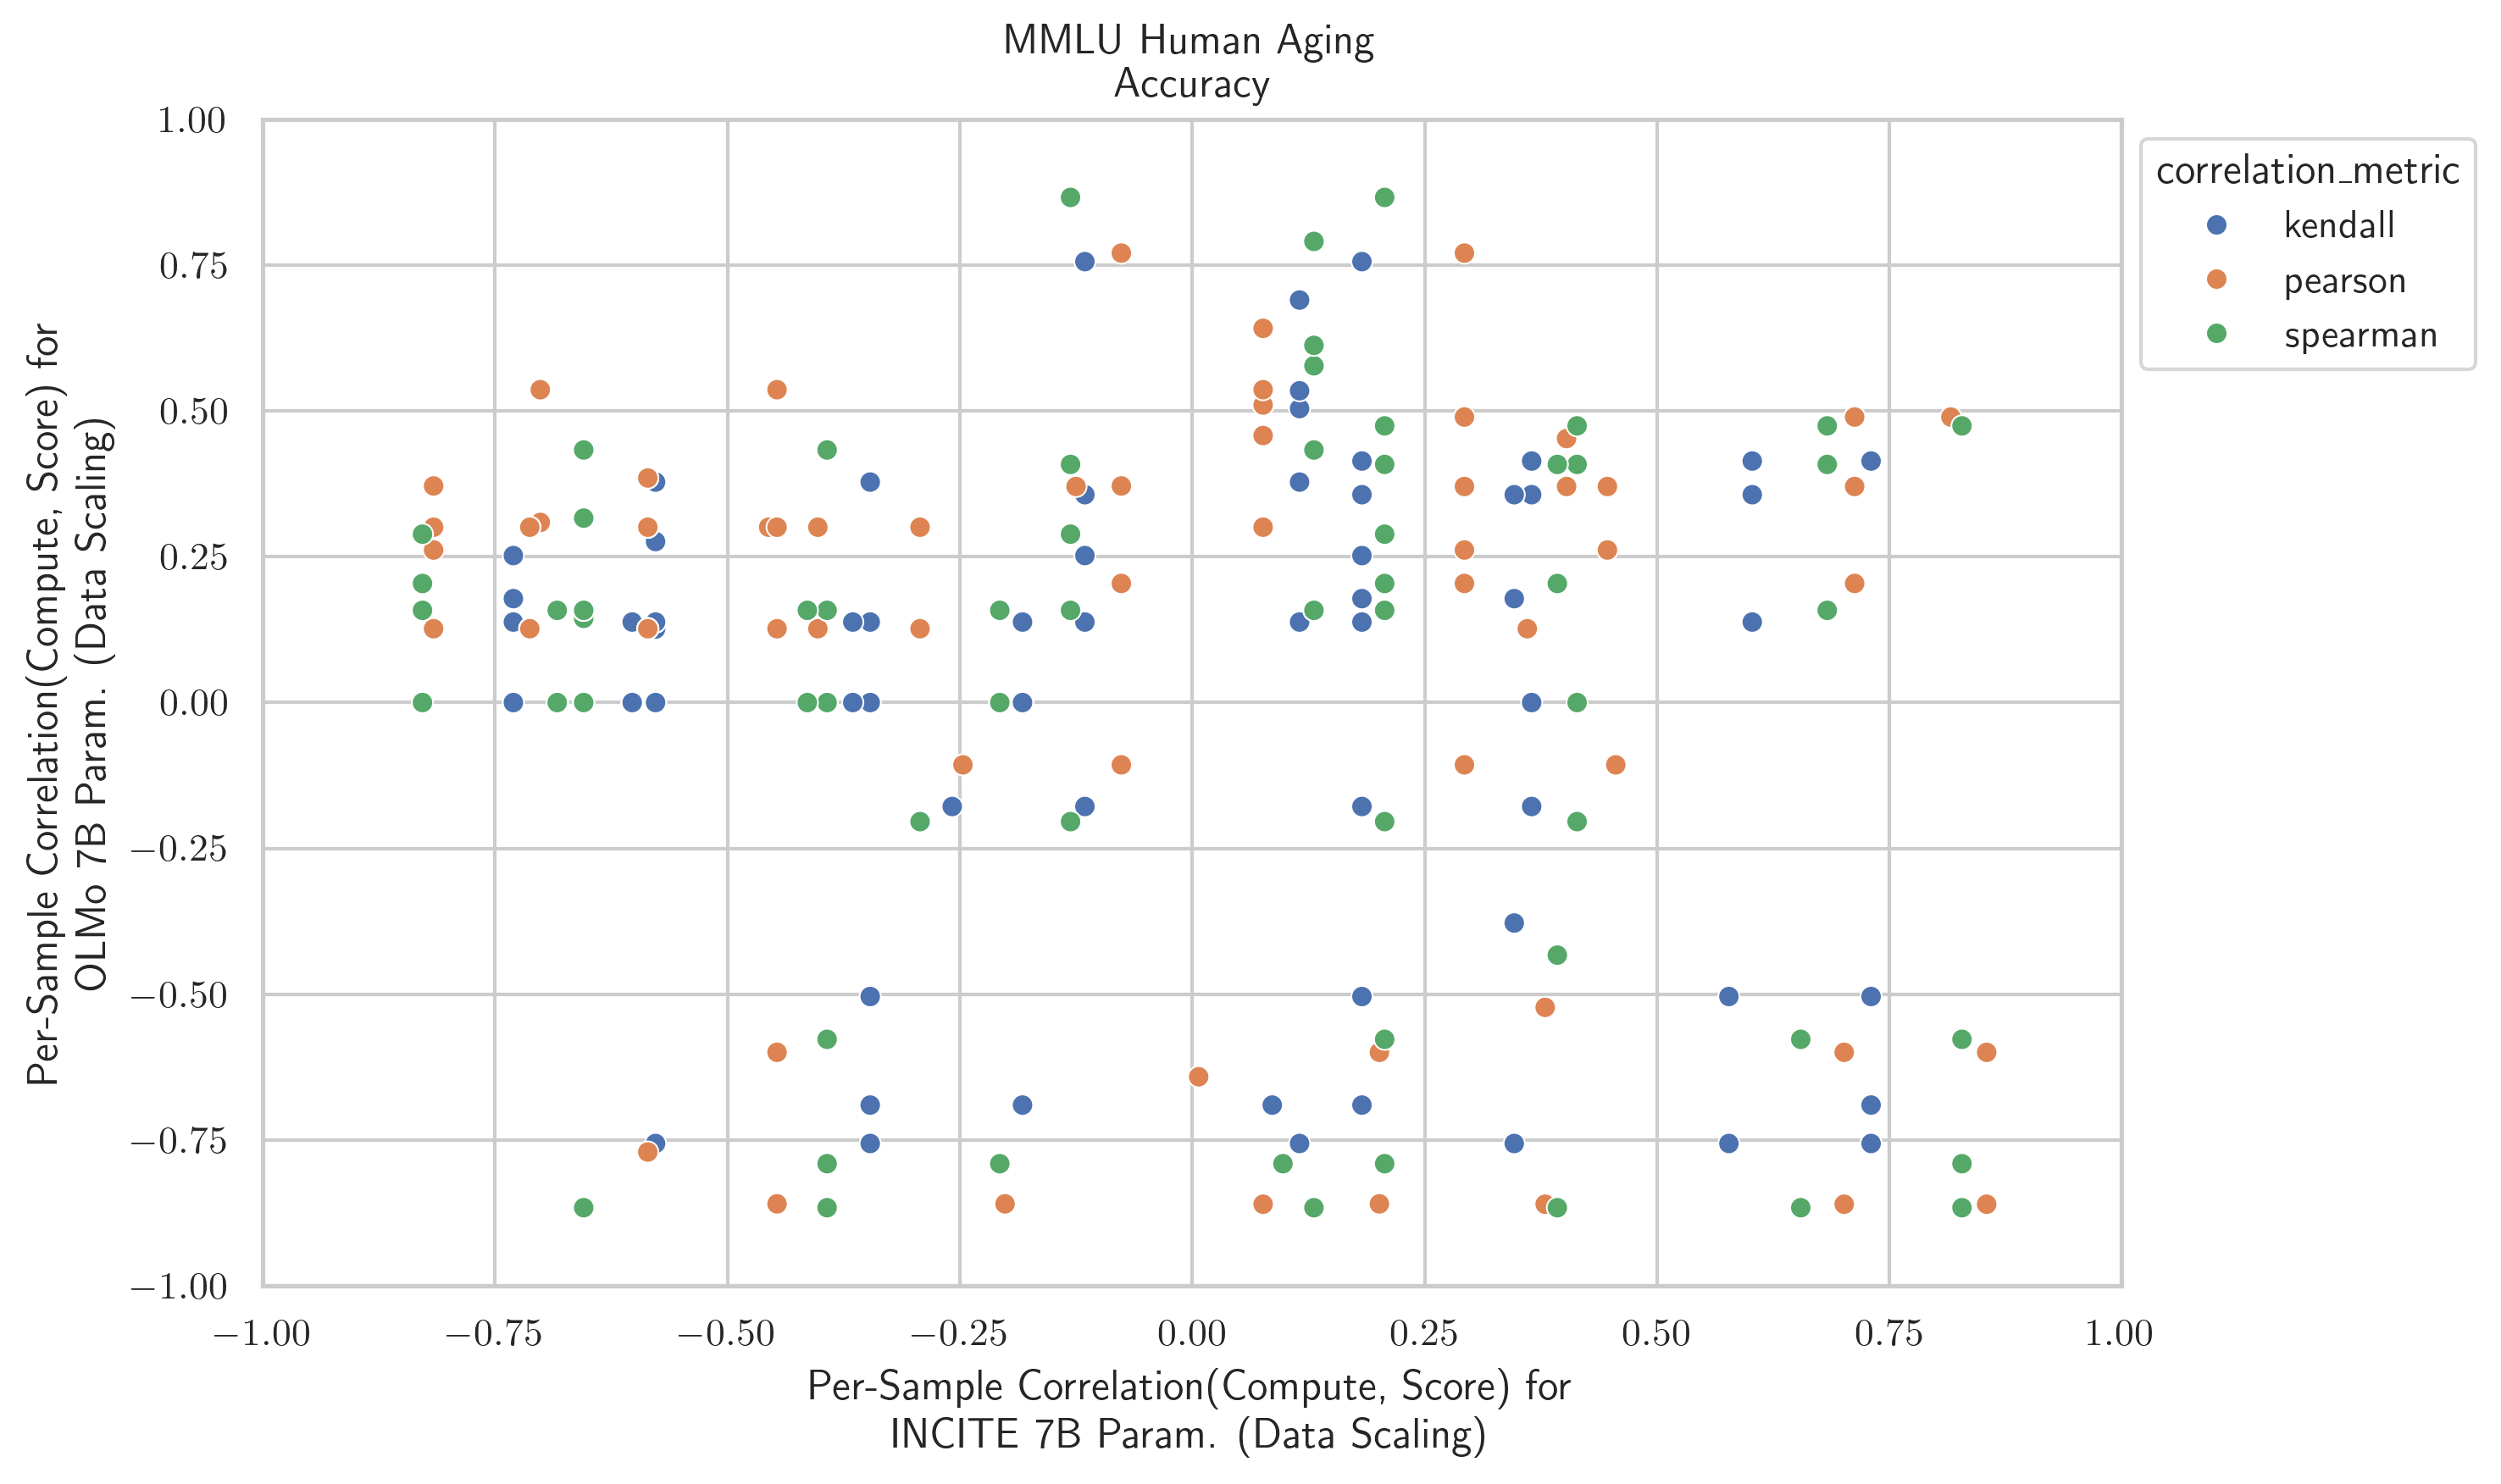 MMLU Human Aging
Accuracy
1.00
0.75
0.50
0.25
0.00
−0.25
−0.50
−0.75
−1.00
Per-Sample Correlation(Compute, Score) for
OLMo 7B Param. (Data Scaling)
correlation_metric
kendall
pearson
spearman
−1.00 −0.75 −0.50 −0.25 0.00 0.25 0.50 0.75 1.00
Per-Sample Correlation(Compute, Score) for
INCITE 7B Param. (Data Scaling)